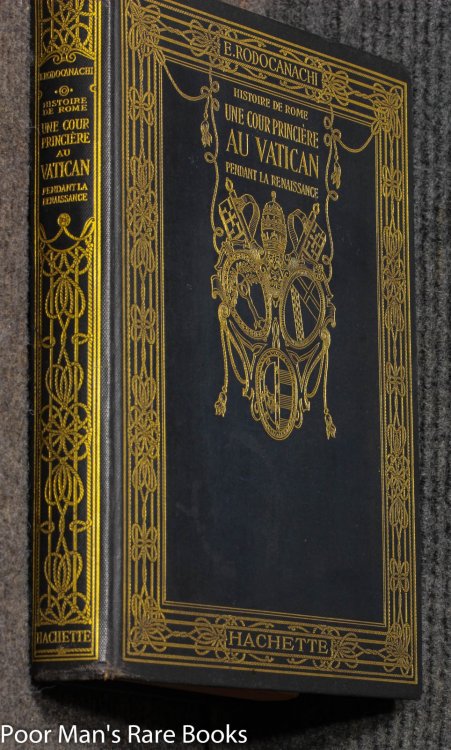 E. RODOCANACHI
HISTOIRE
DE ROME
UNE COUR
PRINCIÈRE
AU
VATICAN
PENDANT LA
RENAISSANCE
HACHETTE
E. RODOCANACHI
HISTOIRE DE ROME
UNE COUR PRINCIÈRE
AU VATICAN
PENDANT LA RENAISSANCE
HACHETTE
Poor Man's Rare Books